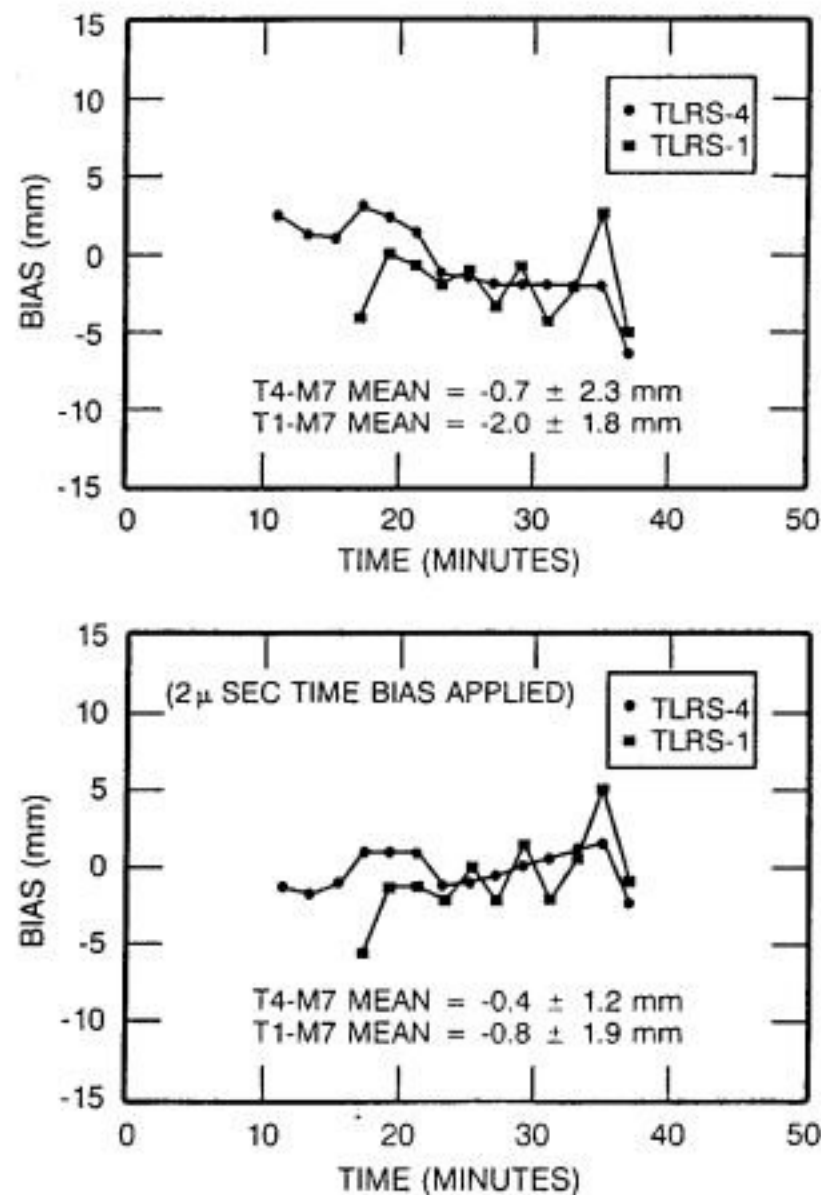 15
10
5
0
-5
-10
-15
BIAS (mm)
TLRS-4
TLRS-1
T4-M7 MEAN = -0.7 ± 2.3 mm
T1-M7 MEAN = -2.0 ± 1.8 mm
0 10 20 30 40 50
TIME (MINUTES)
15
10
5
0
-5
-10
-15
BIAS (mm)
(2μ SEC TIME BIAS APPLIED)
TLRS-4
TLRS-1
T4-M7 MEAN = -0.4 ± 1.2 mm
T1-M7 MEAN = -0.8 ± 1.9 mm
0 10 20 30 40 50
TIME (MINUTES)